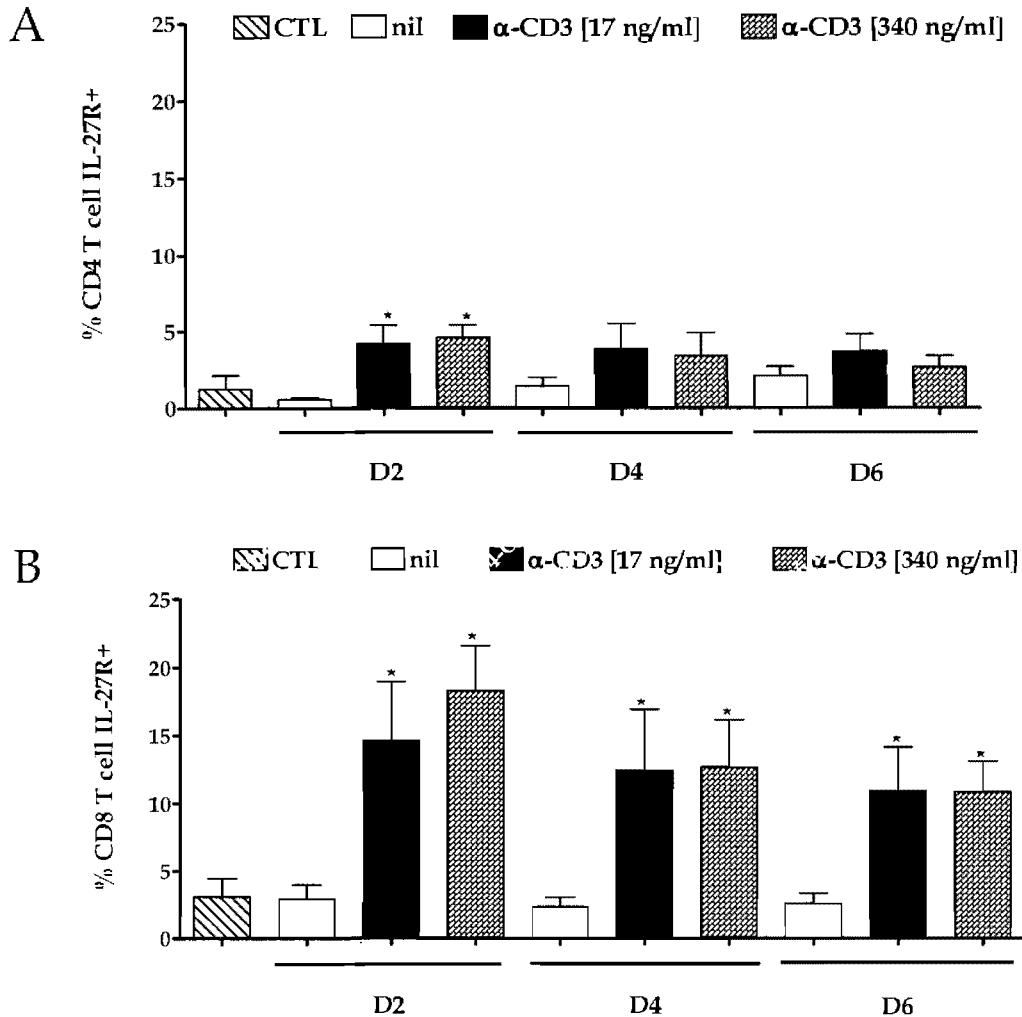 A
CTL nil α-CD3 [17 ng/ml] α-CD3 [340 ng/ml]
% CD4 T cell IL-27R+
25
20
15
10
5
0
* *
D2 D4 D6
B
CTL nil α-CD3 [17 ng/ml] α-CD3 [340 ng/ml]
% CD8 T cell IL-27R+
25
20
15
10
5
0
* * * * * *
D2 D4 D6